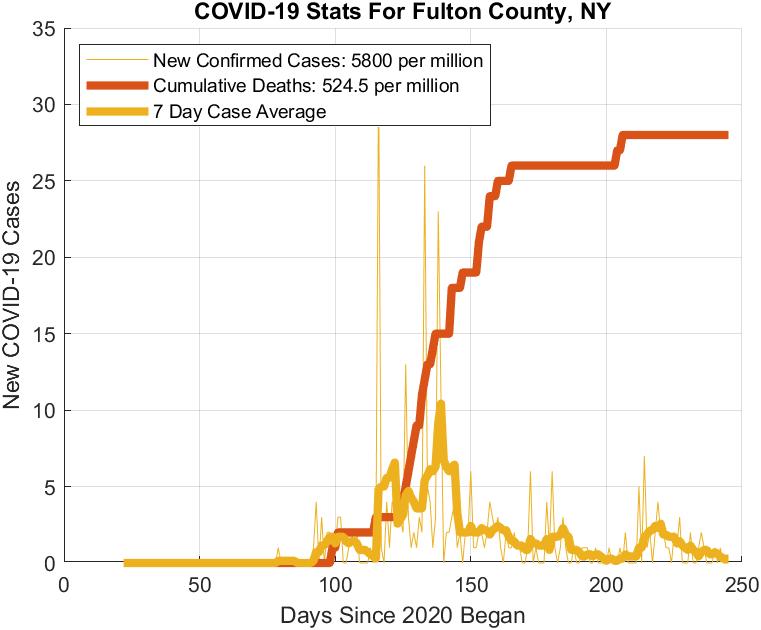 COVID-19 Stats For Fulton County, NY
35
30
25
20
15
10
5
0
New COVID-19 Cases
New Confirmed Cases: 5800 per million
Cumulative Deaths: 524.5 per million
7 Day Case Average
0 50 100 150 200 250
Days Since 2020 Began